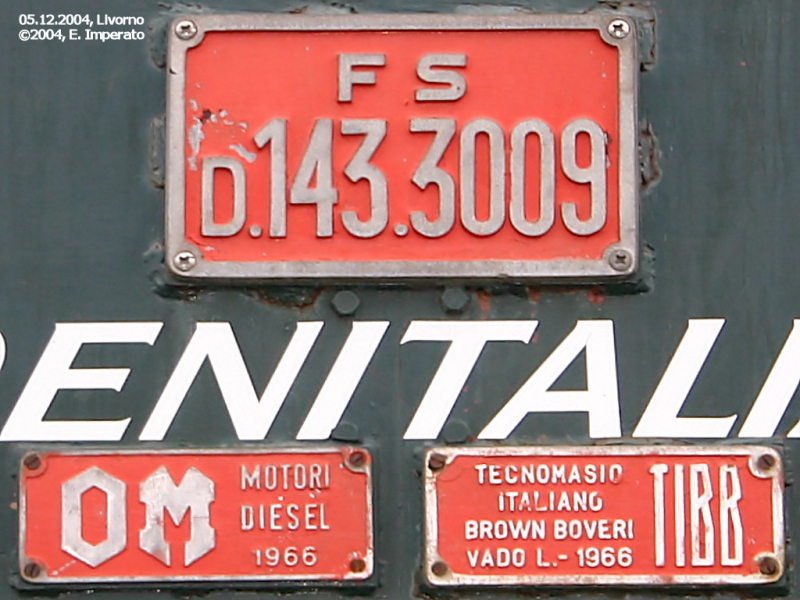 05.12.2004, Livorno
©2004, E. Imperato
FS
D.143.3009
ENITALI
OM
MOTORI
DIESEL
1966
TECNOMASIO
ITALIANO
BROWN BOVERI
VADO L.-1966
TIBB